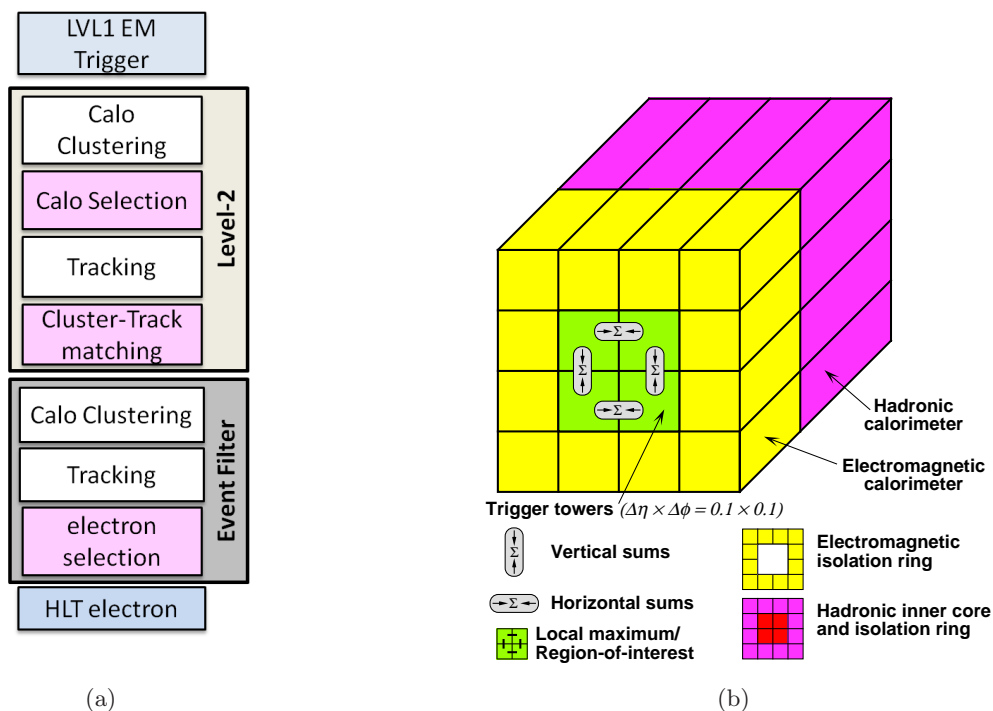 LVL1 EM
Trigger
Calo
Clustering
Calo Selection
Tracking
Cluster-Track
matching
Level-2
Calo Clustering
Tracking
electron
selection
Event Filter
HLT electron
(a)
Σ
Σ
Σ
Σ
Hadronic
calorimeter
Electromagnetic
calorimeter
Trigger towers (Δη × Δϕ = 0.1 × 0.1)
Σ
Vertical sums
Σ
Horizontal sums
Local maximum/
Region-of-interest
Electromagnetic
isolation ring
Hadronic inner core
and isolation ring
(b)